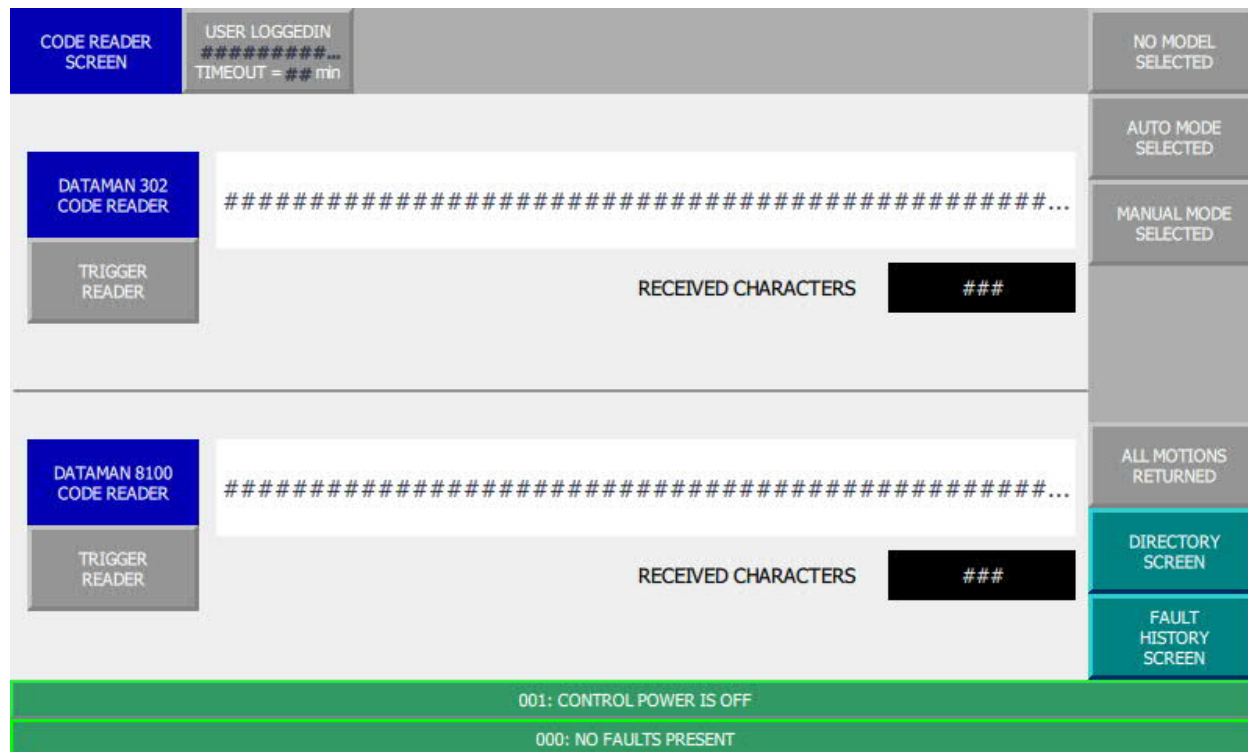 CODE READER
SCREEN
USER LOGGEDIN
#########...
TIMEOUT = ## min
NO MODEL
SELECTED
AUTO MODE
SELECTED
DATAMAN 302
CODE READER
################################################...
MANUAL MODE
SELECTED
TRIGGER
READER
RECEIVED CHARACTERS
###
DATAMAN 8100
CODE READER
################################################...
ALL MOTIONS
RETURNED
TRIGGER
READER
RECEIVED CHARACTERS
###
DIRECTORY
SCREEN
FAULT
HISTORY
SCREEN
001: CONTROL POWER IS OFF
000: NO FAULTS PRESENT